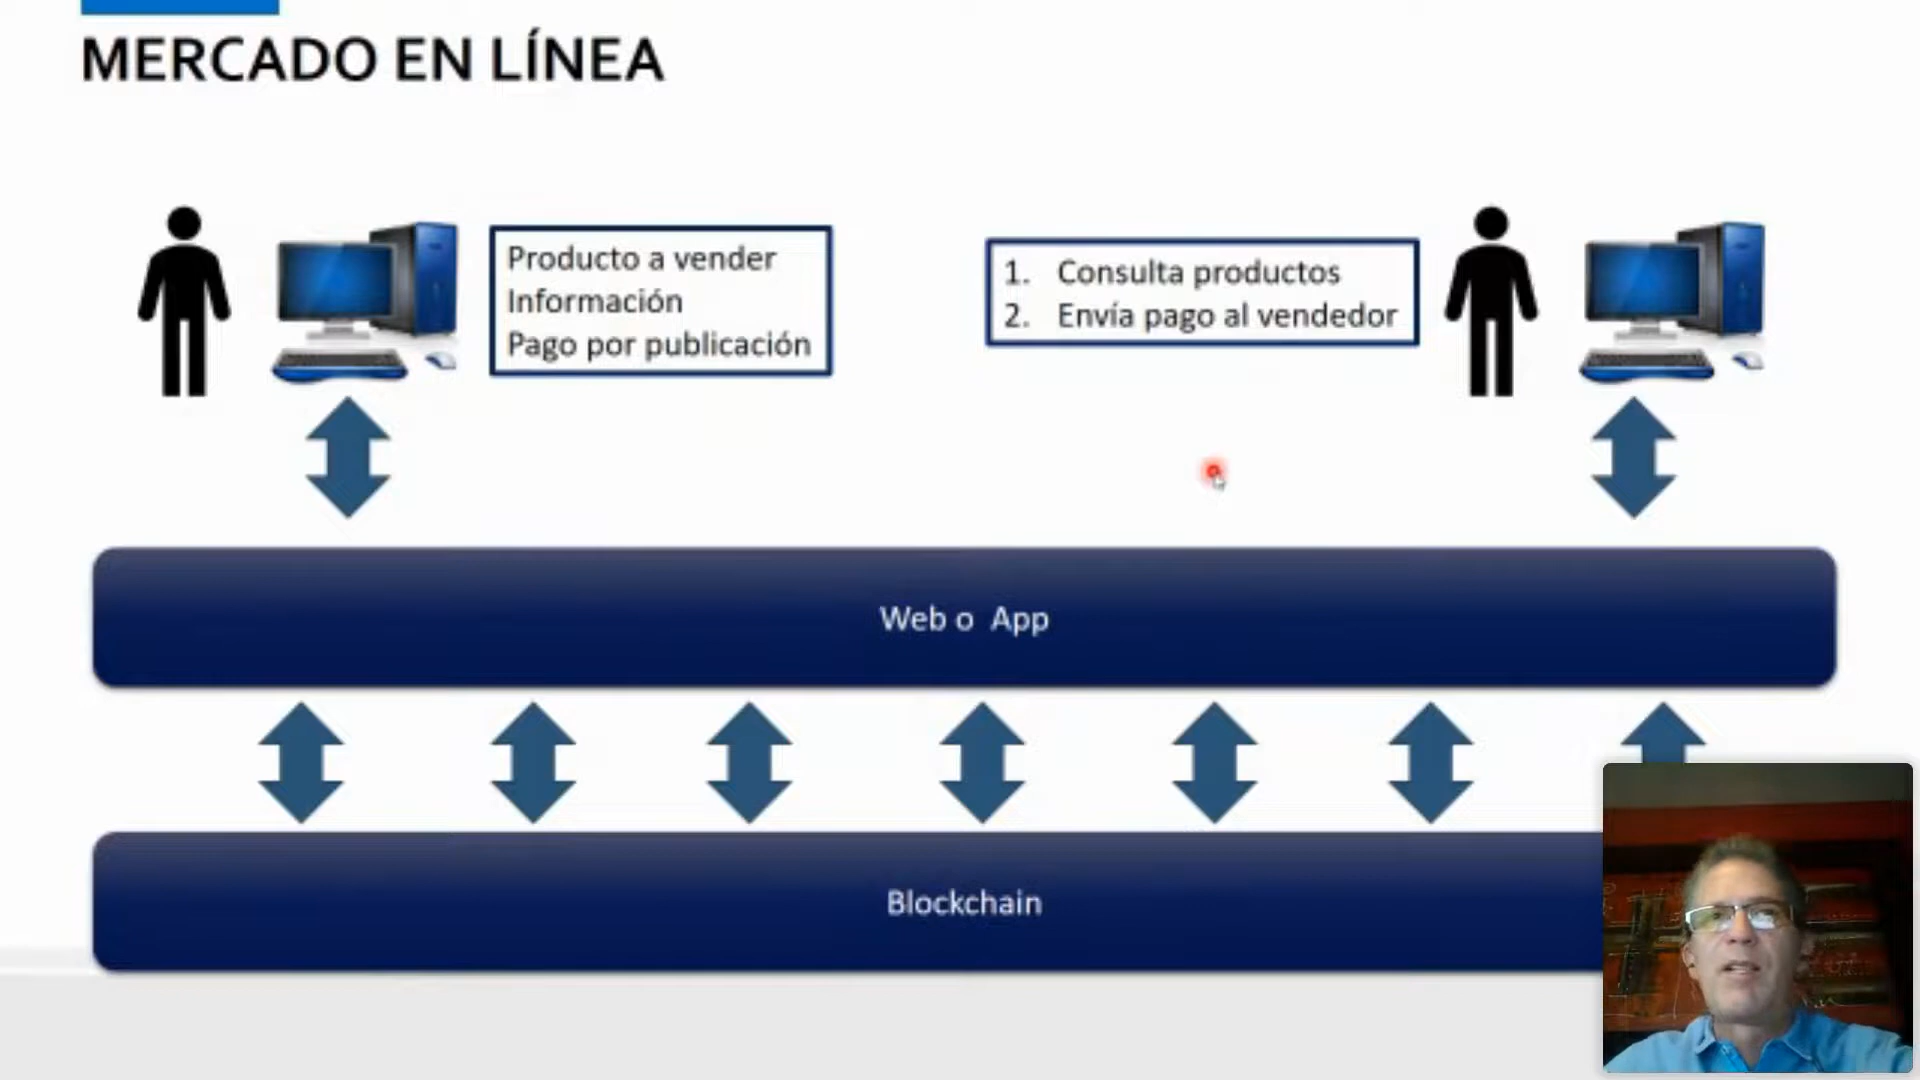 MERCADO EN LÍNEA
Producto a vender
Información
Pago por publicación
1. Consulta productos
2. Envía pago al vendedor
Web o App
Blockchain